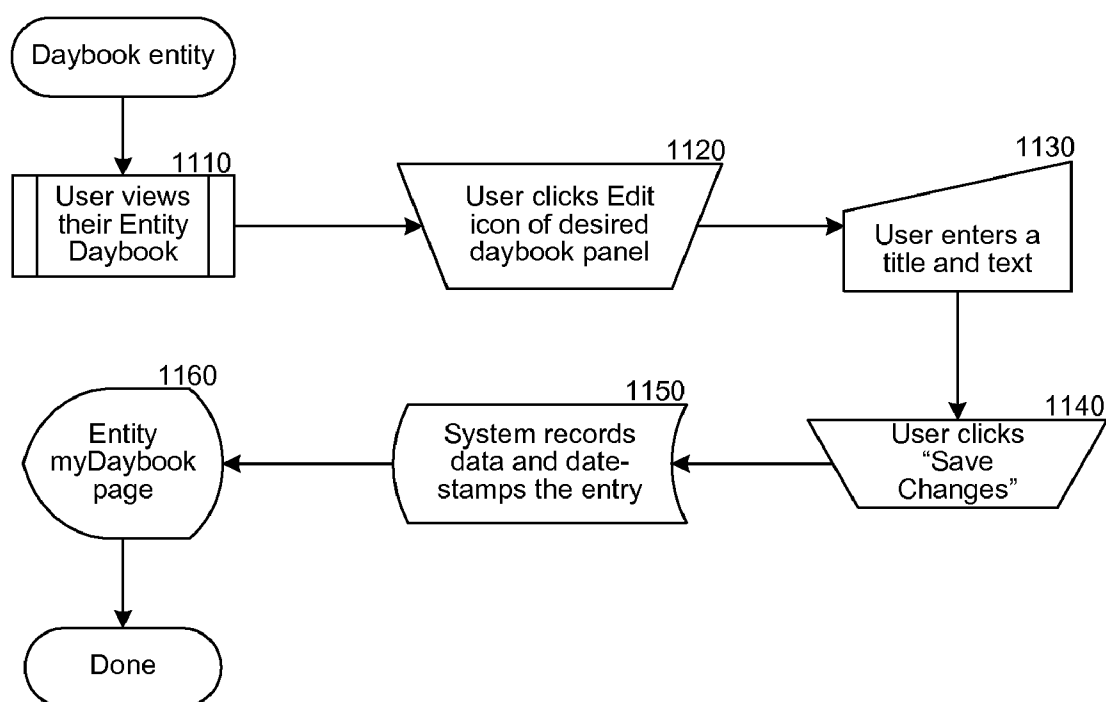 Daybook entity
1110
User views
their Entity
Daybook
1120
User clicks Edit
icon of desired
daybook panel
1130
User enters a
title and text
1140
User clicks
“Save
Changes”
1150
System records
data and date-
stamps the entry
1160
Entity
myDaybook
page
Done